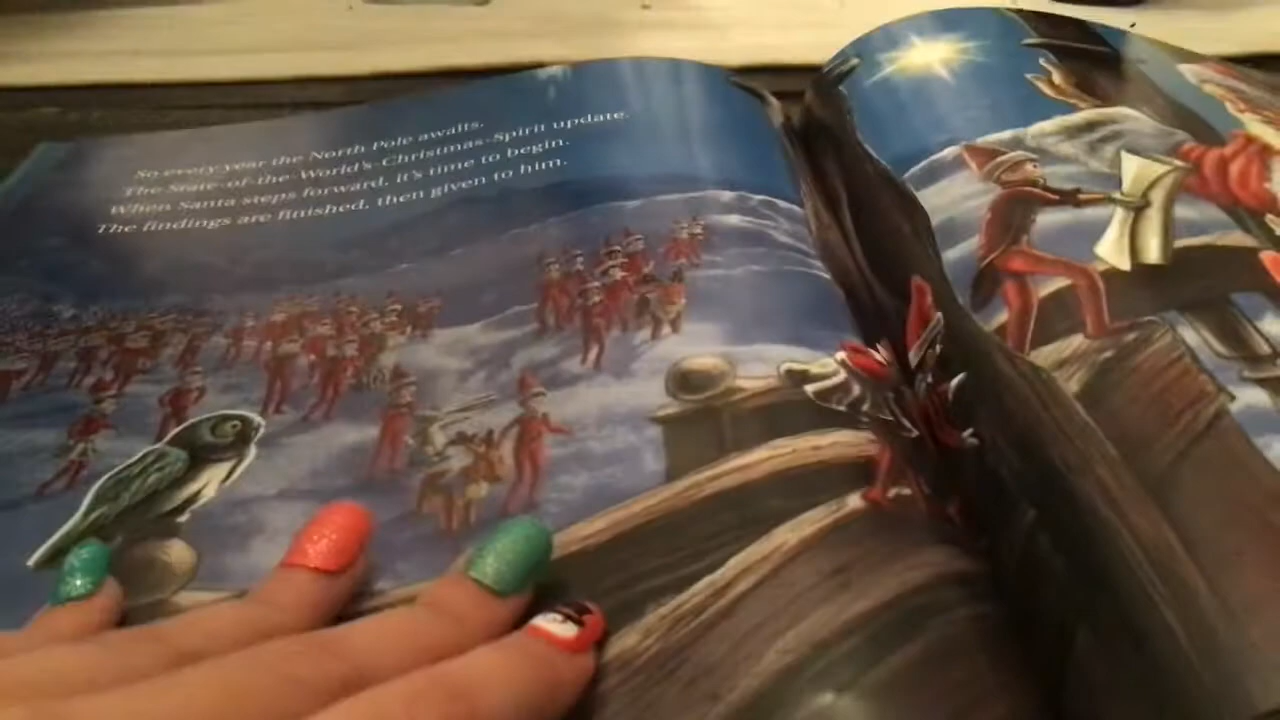 So every year the North Pole awaits.
The State-of-the-World's-Christmas-Spirit update.
When Santa steps forward, it's time to begin.
The findings are finished, then given to him.